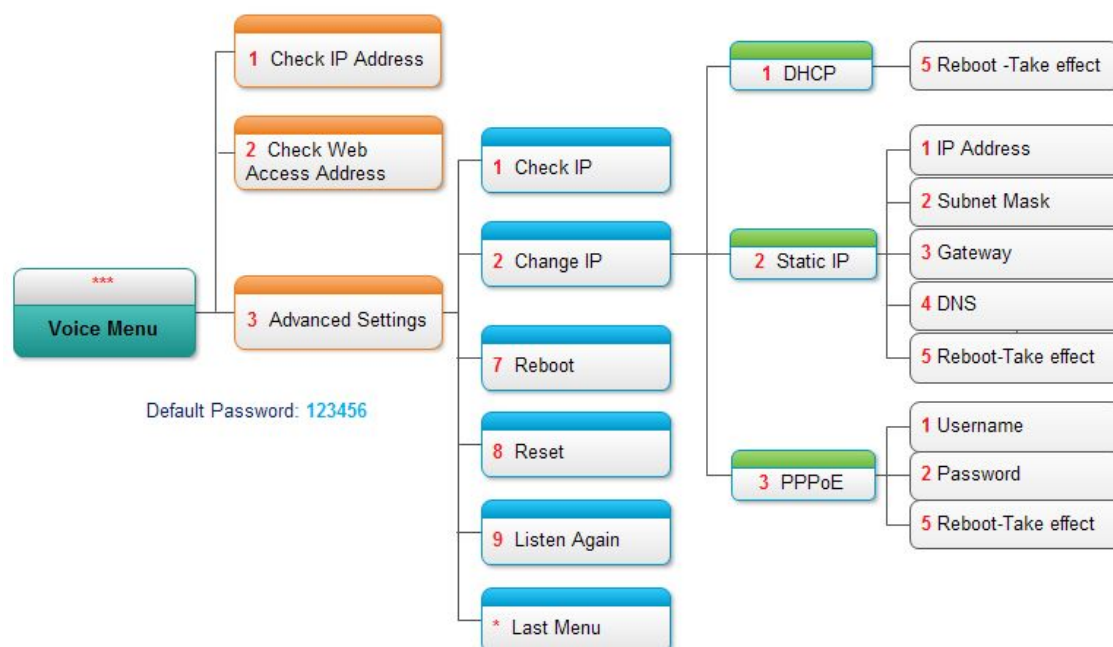 ***
Voice Menu
Default Password: 123456
1 Check IP Address
2 Check Web
Access Address
3 Advanced Settings
1 Check IP
2 Change IP
7 Reboot
8 Reset
9 Listen Again
* Last Menu
1 DHCP
5 Reboot -Take effect
2 Static IP
1 IP Address
2 Subnet Mask
3 Gateway
4 DNS
5 Reboot-Take effect
3 PPPoE
1 Username
2 Password
5 Reboot-Take effect